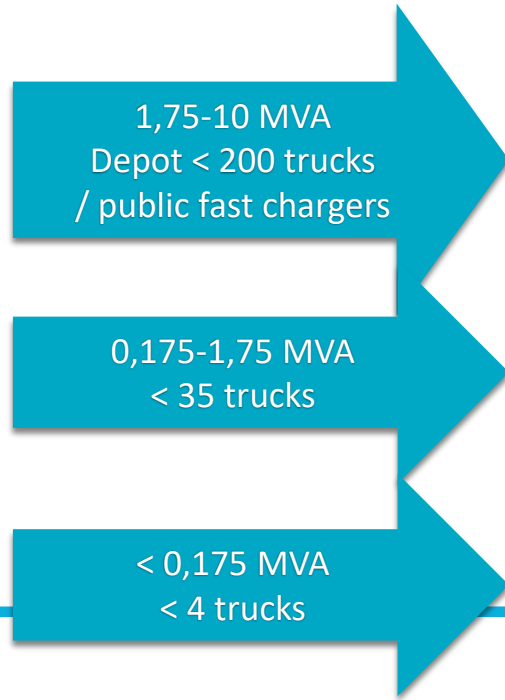 1,75-10 MVA
Depot < 200 trucks
/ public fast chargers
0,175-1,75 MVA
< 35 trucks
< 0,175 MVA
< 4 trucks